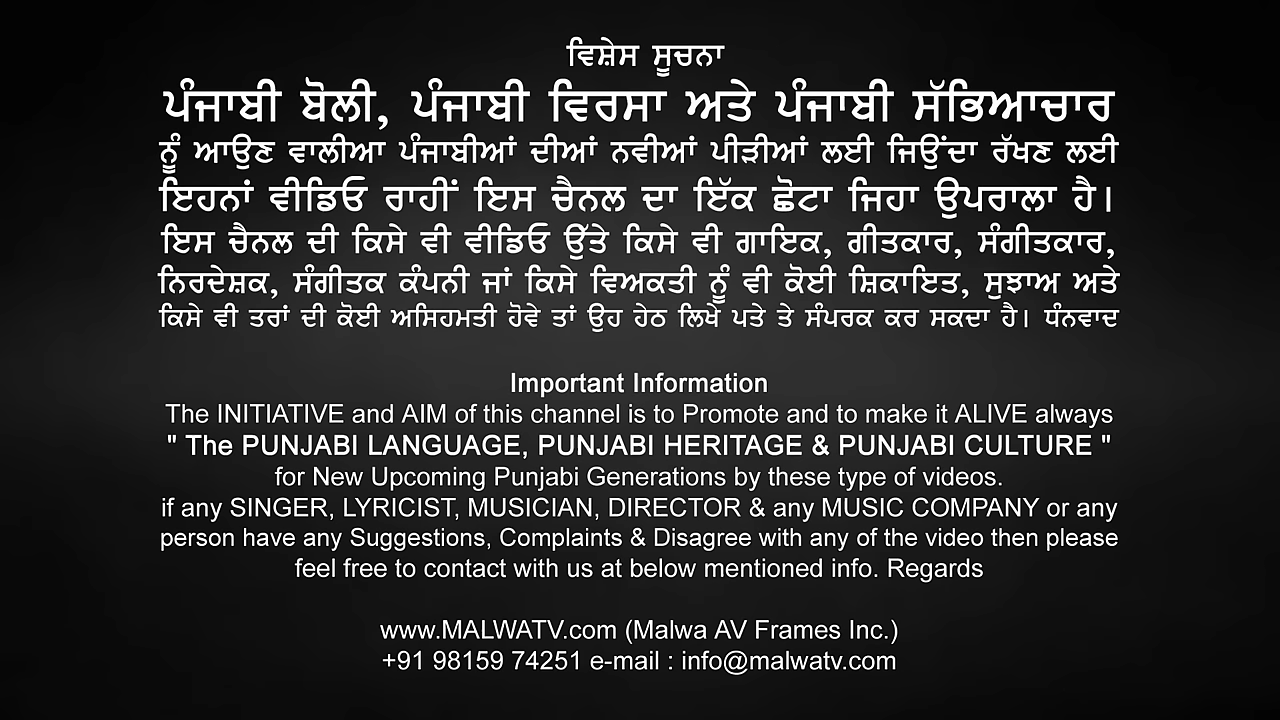 ਵਿਸ਼ੇਸ ਸੂਚਨਾ
ਪੰਜਾਬੀ ਬੋਲੀ, ਪੰਜਾਬੀ ਵਿਰਸਾ ਅਤੇ ਪੰਜਾਬੀ ਸੱਭਿਆਚਾਰ
ਨੂੰ ਆਉਣ ਵਾਲੀਆ ਪੰਜਾਬੀਆਂ ਦੀਆਂ ਨਵੀਆਂ ਪੀੜੀਆਂ ਲਈ ਜਿਉਂਦਾ ਰੱਖਣ ਲਈ
ਇਹਨਾਂ ਵੀਡਿਓ ਰਾਹੀਂ ਇਸ ਚੈਨਲ ਦਾ ਇੱਕ ਛੋਟਾ ਜਿਹਾ ਉਪਰਾਲਾ ਹੈ।
ਇਸ ਚੈਨਲ ਦੀ ਕਿਸੇ ਵੀ ਵੀਡਿਓ ਉੱਤੇ ਕਿਸੇ ਵੀ ਗਾਇਕ, ਗੀਤਕਾਰ, ਸੰਗੀਤਕਾਰ,
ਨਿਰਦੇਸ਼ਕ, ਸੰਗੀਤਕ ਕੰਪਨੀ ਜਾਂ ਕਿਸੇ ਵਿਅਕਤੀ ਨੂੰ ਵੀ ਕੋਈ ਸ਼ਿਕਾਇਤ, ਸੁਝਾਅ ਅਤੇ
ਕਿਸੇ ਵੀ ਤਰਾਂ ਦੀ ਕੋਈ ਅਸਿਹਮਤੀ ਹੋਵੇ ਤਾਂ ਉਹ ਹੇਠ ਲਿਖੇ ਪਤੇ ਤੇ ਸੰਪਰਕ ਕਰ ਸਕਦਾ ਹੈ। ਧੰਨਵਾਦ
Important Information
The INITIATIVE and AIM of this channel is to Promote and to make it ALIVE always
" The PUNJABI LANGUAGE, PUNJABI HERITAGE & PUNJABI CULTURE "
for New Upcoming Punjabi Generations by these type of videos.
if any SINGER, LYRICIST, MUSICIAN, DIRECTOR & any MUSIC COMPANY or any
person have any Suggestions, Complaints & Disagree with any of the video then please
feel free to contact with us at below mentioned info. Regards
www.MALWATV.com (Malwa AV Frames Inc.)
+91 98159 74251 e-mail : info@malwatv.com